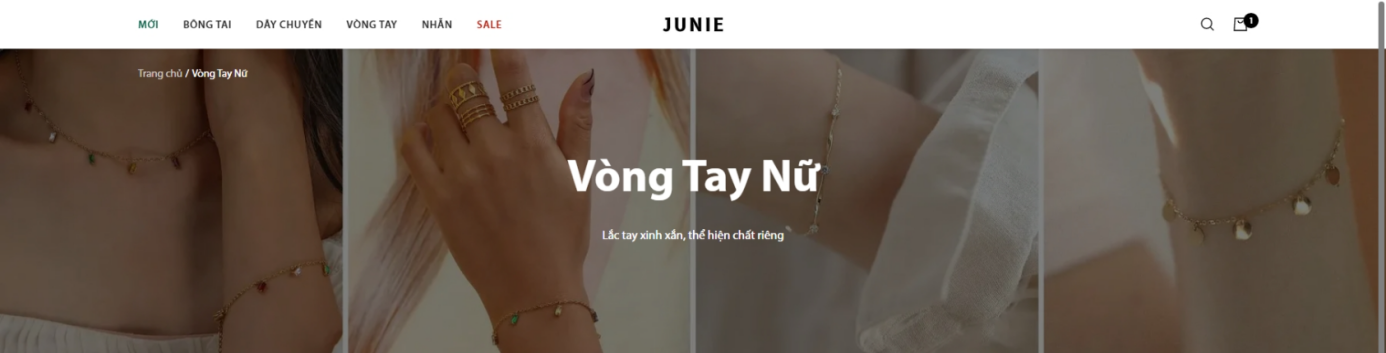 MỚI BÔNG TAI DÂY CHUYỀN VÒNG TAY NHẪN SALE JUNIE 1
Trang chủ / Vòng Tay Nữ
Vòng Tay Nữ
Lắc tay xinh xắn, thể hiện chất riêng